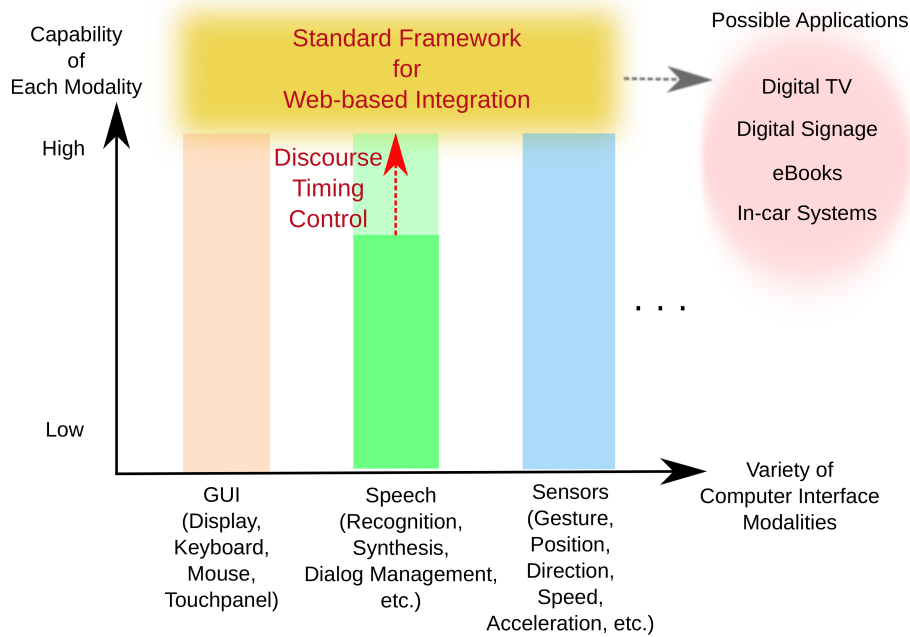 Capability
of
Each Modality
Standard Framework
for
Web-based Integration
Possible Applications
Digital TV
Digital Signage
eBooks
In-car Systems
High
Discourse
Timing
Control
. . .
Low
GUI
(Display,
Keyboard,
Mouse,
Touchpanel)
Speech
(Recognition,
Synthesis,
Dialog Management,
etc.)
Sensors
(Gesture,
Position,
Direction,
Speed,
Acceleration, etc.)
Variety of
Computer Interface
Modalities